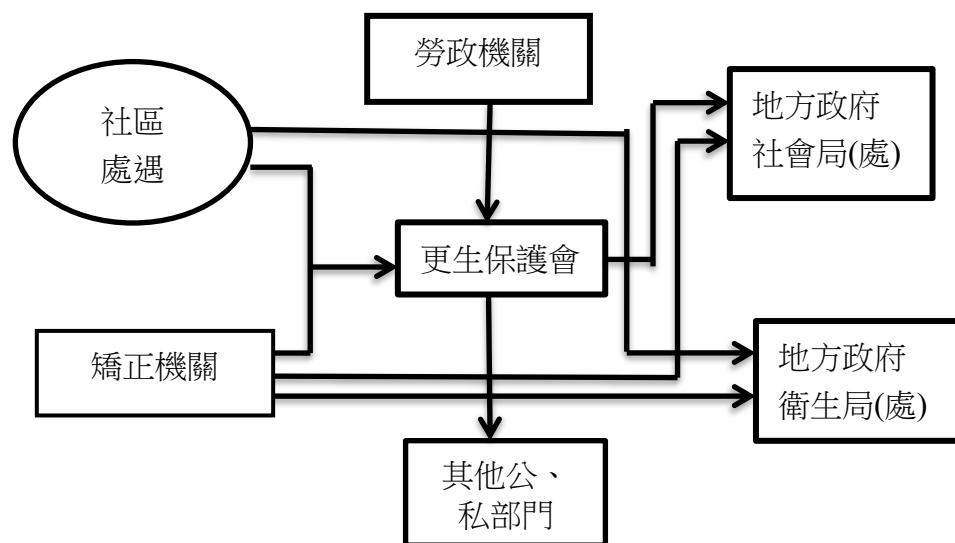 勞政機關
社區
處遇
地方政府
社會局(處)
更生保護會
矯正機關
地方政府
衛生局(處)
其他公、
私部門